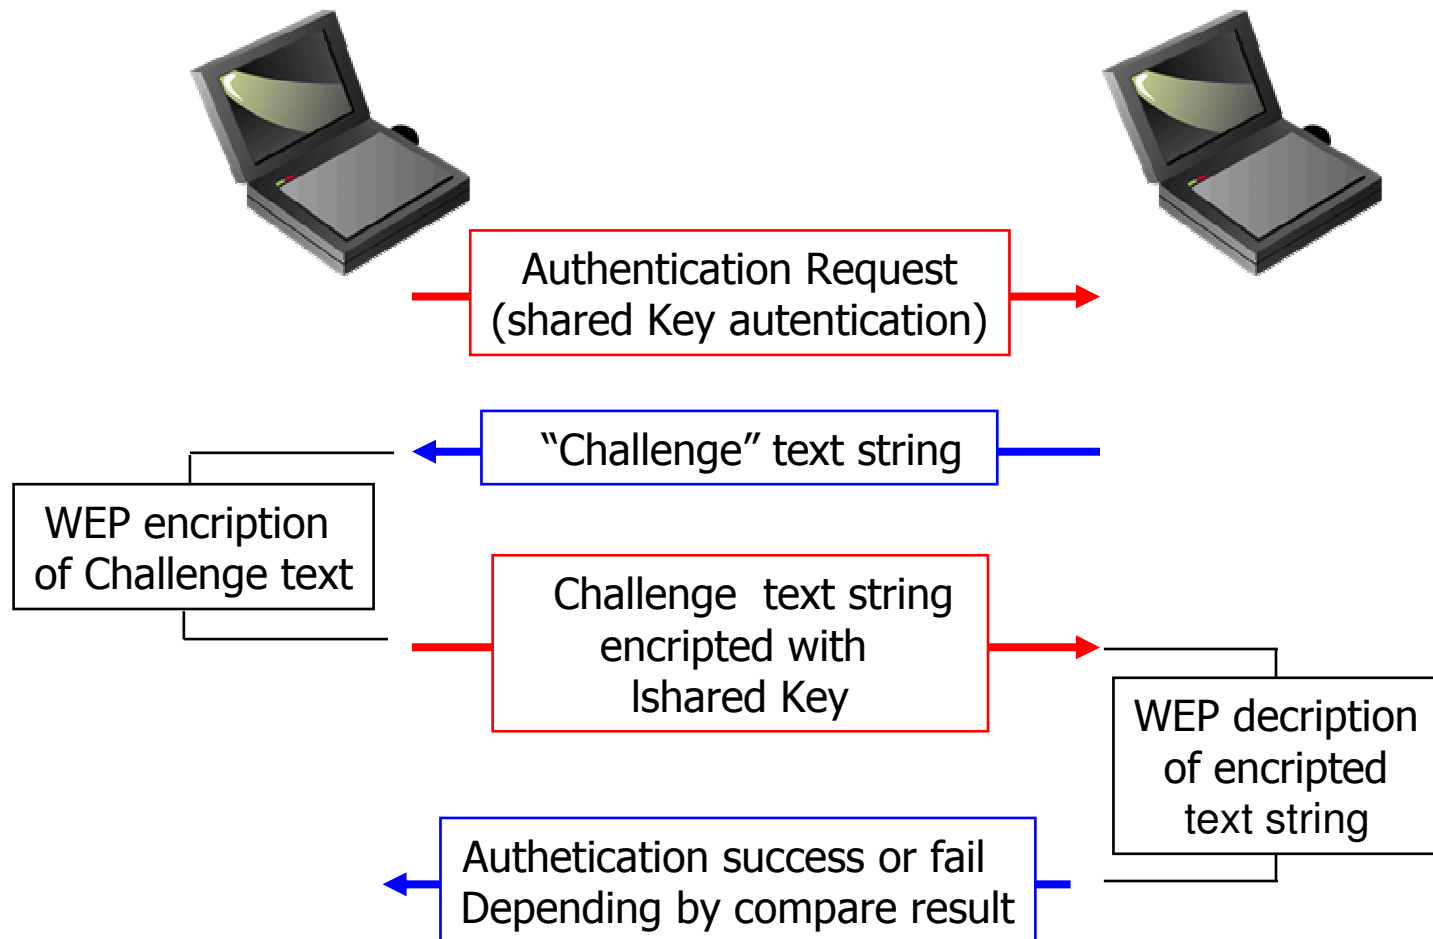 Authentication Request
(shared Key autentication)
“Challenge” text string
WEP encription
of Challenge text
Challenge text string
encripted with
lshared Key
WEP decription
of encripted
text string
Authetication success or fail
Depending by compare result